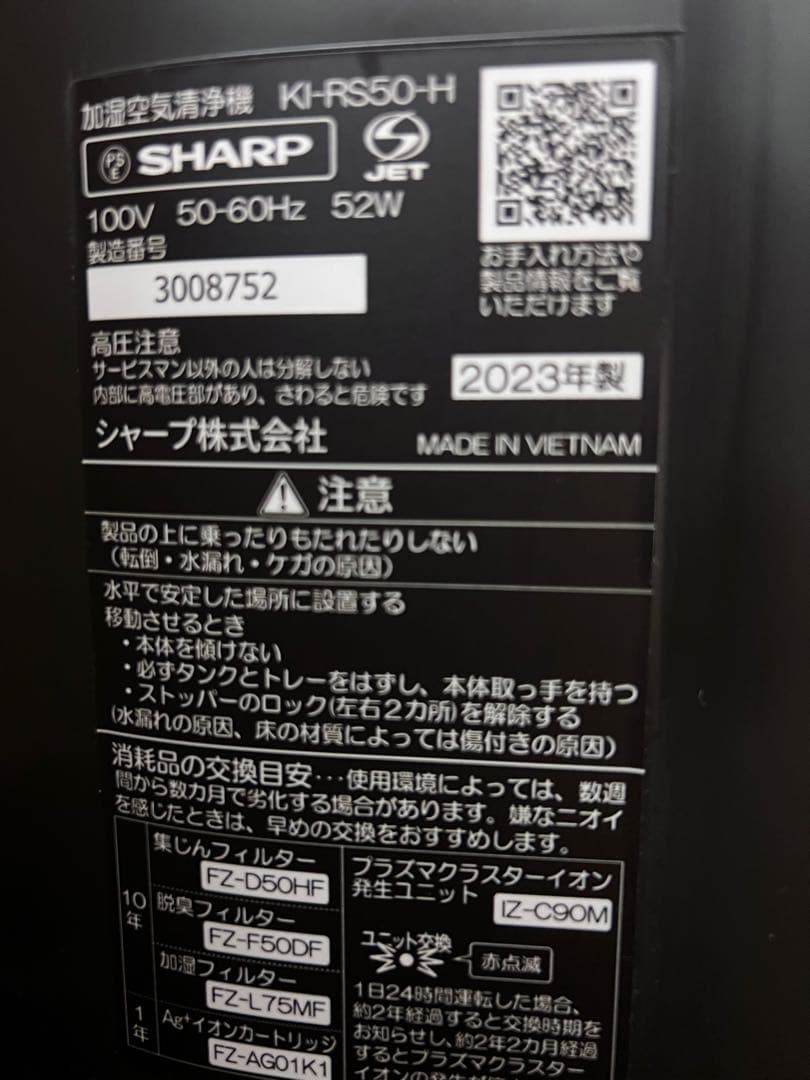 加湿空気清浄機 KI-RS50-H
PS E SHARP JET
100V 50-60Hz 52W
製造番号
3008752
お手入れ方法や
製品情報をご覧
いただけます
高圧注意
サービスマン以外の人は分解しない
内部に高電圧部があり、さわると危険です
2023年製
シャープ株式会社 MADE IN VIETNAM
注意
製品の上に乗ったりもたれたりしない
(転倒・水漏れ・ケガの原因)
水平で安定した場所に設置する
移動させるとき
・本体を傾けない
・必ずタンクとトレーをはずし、本体取っ手を持つ
・ストッパーのロック(左右2カ所)を解除する
(水漏れの原因、床の材質によっては傷付きの原因)
消耗品の交換目安…使用環境によっては、数週
間から数カ月で劣化する場合があります。嫌なニオイ
を感じたときは、早めの交換をおすすめします。
10年
集じんフィルター
FZ-D50HF
脱臭フィルター
FZ-F50DF
加湿フィルター
FZ-L75MF
1年
Ag+イオンカートリッジ
FZ-AG01K1
プラズマクラスターイオン
発生ユニット IZ-C90M
ユニット交換
赤点滅
1日24時間運転した場合、
約2年経過すると交換時期を
お知らせし、約2年2カ月経過
するとプラズマクラスター
イオンの発生が